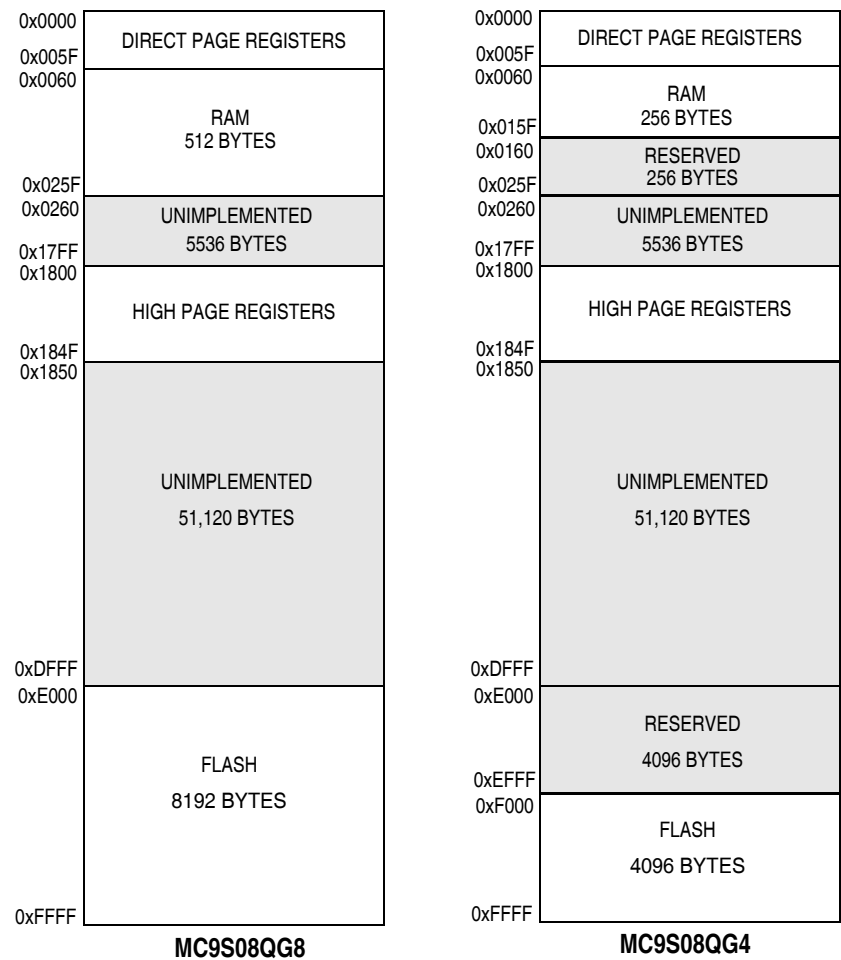 0x0000
DIRECT PAGE REGISTERS
0x005F
0x0060
RAM
512 BYTES
0x025F
0x0260
UNIMPLEMENTED
5536 BYTES
0x17FF
0x1800
HIGH PAGE REGISTERS
0x184F
0x1850
UNIMPLEMENTED
51,120 BYTES
0xDFFF
0xE000
FLASH
8192 BYTES
0xFFFF
MC9S08QG8
0x0000
DIRECT PAGE REGISTERS
0x005F
0x0060
RAM
256 BYTES
0x015F
0x0160
RESERVED
256 BYTES
0x025F
0x0260
UNIMPLEMENTED
5536 BYTES
0x17FF
0x1800
HIGH PAGE REGISTERS
0x184F
0x1850
UNIMPLEMENTED
51,120 BYTES
0xDFFF
0xE000
RESERVED
4096 BYTES
0xEFFF
0xF000
FLASH
4096 BYTES
0xFFFF
MC9S08QG4